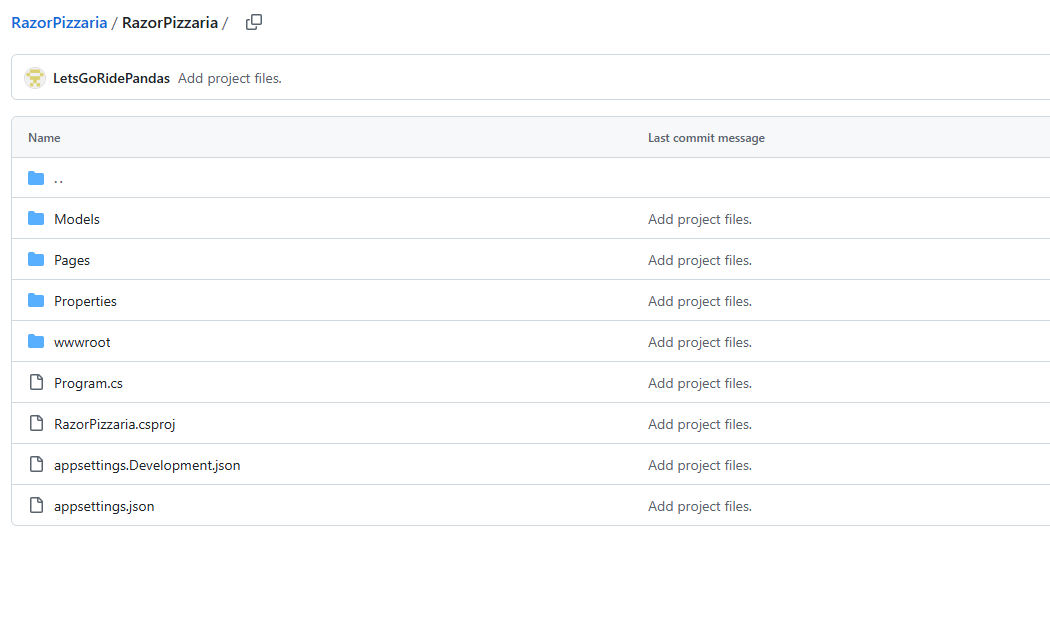 RazorPizzaria / RazorPizzaria /
LetsGoRidePandas Add project files.
Name Last commit message
..
Models Add project files.
Pages Add project files.
Properties Add project files.
wwwroot Add project files.
Program.cs Add project files.
RazorPizzaria.csproj Add project files.
appsettings.Development.json Add project files.
appsettings.json Add project files.